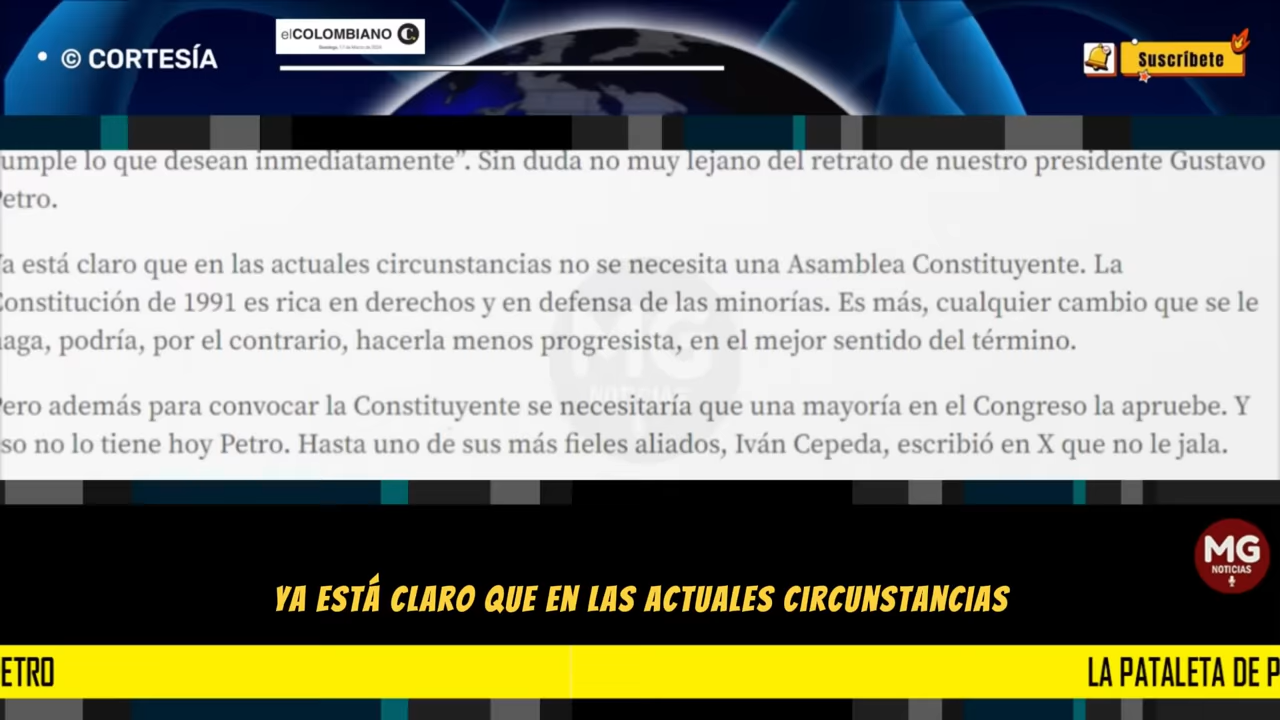 © CORTESÍA
elCOLOMBIANO C
Suscríbete
umple lo que desean inmediatamente”. Sin duda no muy lejano del retrato de nuestro presidente Gustavo
etro.
a está claro que en las actuales circunstancias no se necesita una Asamblea Constituyente. La
onstitución de 1991 es rica en derechos y en defensa de las minorías. Es más, cualquier cambio que se le
aga, podría, por el contrario, hacerla menos progresista, en el mejor sentido del término.
ero además para convocar la Constituyente se necesitaría que una mayoría en el Congreso la apruebe. Y
so no lo tiene hoy Petro. Hasta uno de sus más fieles aliados, Iván Cepeda, escribió en X que no le jala.
MG
NOTICIAS
MG
NOTICIAS
YA ESTÁ CLARO QUE EN LAS ACTUALES CIRCUNSTANCIAS
ETRO
LA PATALETA DE P